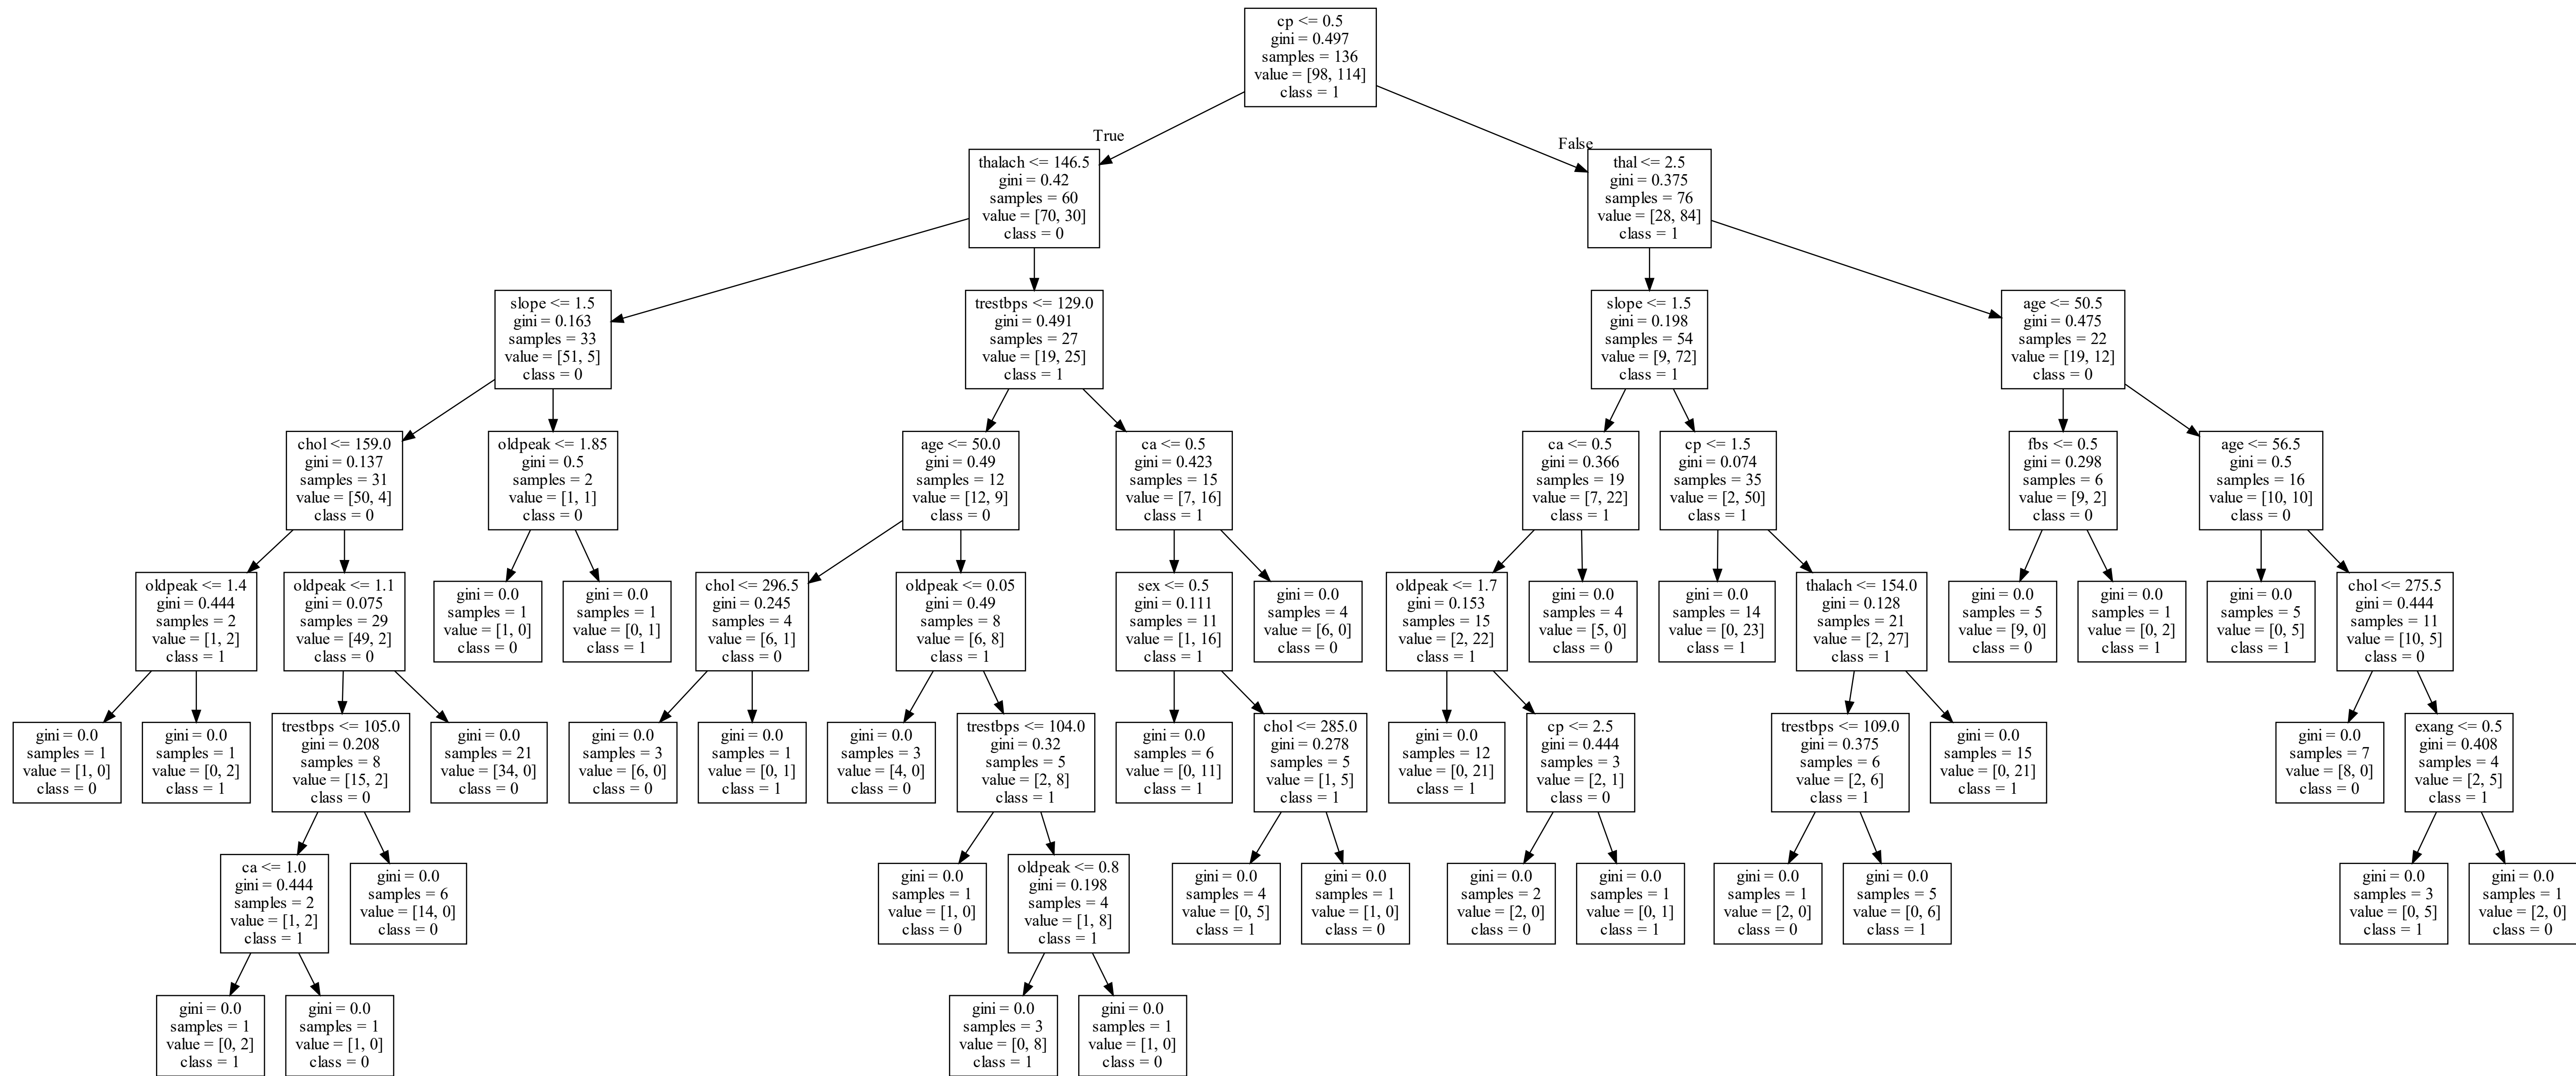 cp <= 0.5
gini = 0.497
samples = 136
value = [98, 114]
class = 1
True
False
thalach <= 146.5
gini = 0.42
samples = 60
value = [70, 30]
class = 0
thal <= 2.5
gini = 0.375
samples = 76
value = [28, 84]
class = 1
slope <= 1.5
gini = 0.163
samples = 33
value = [51, 5]
class = 0
trestbps <= 129.0
gini = 0.491
samples = 27
value = [19, 25]
class = 1
slope <= 1.5
gini = 0.198
samples = 54
value = [9, 72]
class = 1
age <= 50.5
gini = 0.475
samples = 22
value = [19, 12]
class = 0
chol <= 159.0
gini = 0.137
samples = 31
value = [50, 4]
class = 0
oldpeak <= 1.85
gini = 0.5
samples = 2
value = [1, 1]
class = 0
age <= 50.0
gini = 0.49
samples = 12
value = [12, 9]
class = 0
ca <= 0.5
gini = 0.423
samples = 15
value = [7, 16]
class = 1
ca <= 0.5
gini = 0.366
samples = 19
value = [7, 22]
class = 1
cp <= 1.5
gini = 0.074
samples = 35
value = [2, 50]
class = 1
fbs <= 0.5
gini = 0.298
samples = 6
value = [9, 2]
class = 0
age <= 56.5
gini = 0.5
samples = 16
value = [10, 10]
class = 0
oldpeak <= 1.4
gini = 0.444
samples = 2
value = [1, 2]
class = 1
oldpeak <= 1.1
gini = 0.075
samples = 29
value = [49, 2]
class = 0
gini = 0.0
samples = 1
value = [1, 0]
class = 0
gini = 0.0
samples = 1
value = [0, 1]
class = 1
chol <= 296.5
gini = 0.245
samples = 4
value = [6, 1]
class = 0
oldpeak <= 0.05
gini = 0.49
samples = 8
value = [6, 8]
class = 1
sex <= 0.5
gini = 0.111
samples = 11
value = [1, 16]
class = 1
gini = 0.0
samples = 4
value = [6, 0]
class = 0
oldpeak <= 1.7
gini = 0.153
samples = 15
value = [2, 22]
class = 1
gini = 0.0
samples = 4
value = [5, 0]
class = 0
gini = 0.0
samples = 14
value = [0, 23]
class = 1
thalach <= 154.0
gini = 0.128
samples = 21
value = [2, 27]
class = 1
gini = 0.0
samples = 5
value = [9, 0]
class = 0
gini = 0.0
samples = 1
value = [0, 2]
class = 1
gini = 0.0
samples = 5
value = [0, 5]
class = 1
chol <= 275.5
gini = 0.444
samples = 11
value = [10, 5]
class = 0
gini = 0.0
samples = 1
value = [1, 0]
class = 0
gini = 0.0
samples = 1
value = [0, 2]
class = 1
trestbps <= 105.0
gini = 0.208
samples = 8
value = [15, 2]
class = 0
gini = 0.0
samples = 21
value = [34, 0]
class = 0
gini = 0.0
samples = 3
value = [6, 0]
class = 0
gini = 0.0
samples = 1
value = [0, 1]
class = 1
gini = 0.0
samples = 3
value = [4, 0]
class = 0
trestbps <= 104.0
gini = 0.32
samples = 5
value = [2, 8]
class = 1
gini = 0.0
samples = 6
value = [0, 11]
class = 1
chol <= 285.0
gini = 0.278
samples = 5
value = [1, 5]
class = 1
gini = 0.0
samples = 12
value = [0, 21]
class = 1
cp <= 2.5
gini = 0.444
samples = 3
value = [2, 1]
class = 0
trestbps <= 109.0
gini = 0.375
samples = 6
value = [2, 6]
class = 1
gini = 0.0
samples = 15
value = [0, 21]
class = 1
gini = 0.0
samples = 7
value = [8, 0]
class = 0
exang <= 0.5
gini = 0.408
samples = 4
value = [2, 5]
class = 1
ca <= 1.0
gini = 0.444
samples = 2
value = [1, 2]
class = 1
gini = 0.0
samples = 6
value = [14, 0]
class = 0
gini = 0.0
samples = 1
value = [1, 0]
class = 0
oldpeak <= 0.8
gini = 0.198
samples = 4
value = [1, 8]
class = 1
gini = 0.0
samples = 4
value = [0, 5]
class = 1
gini = 0.0
samples = 1
value = [1, 0]
class = 0
gini = 0.0
samples = 2
value = [2, 0]
class = 0
gini = 0.0
samples = 1
value = [0, 1]
class = 1
gini = 0.0
samples = 1
value = [2, 0]
class = 0
gini = 0.0
samples = 5
value = [0, 6]
class = 1
gini = 0.0
samples = 3
value = [0, 5]
class = 1
gini = 0.0
samples = 1
value = [2, 0]
class = 0
gini = 0.0
samples = 1
value = [0, 2]
class = 1
gini = 0.0
samples = 1
value = [1, 0]
class = 0
gini = 0.0
samples = 3
value = [0, 8]
class = 1
gini = 0.0
samples = 1
value = [1, 0]
class = 0